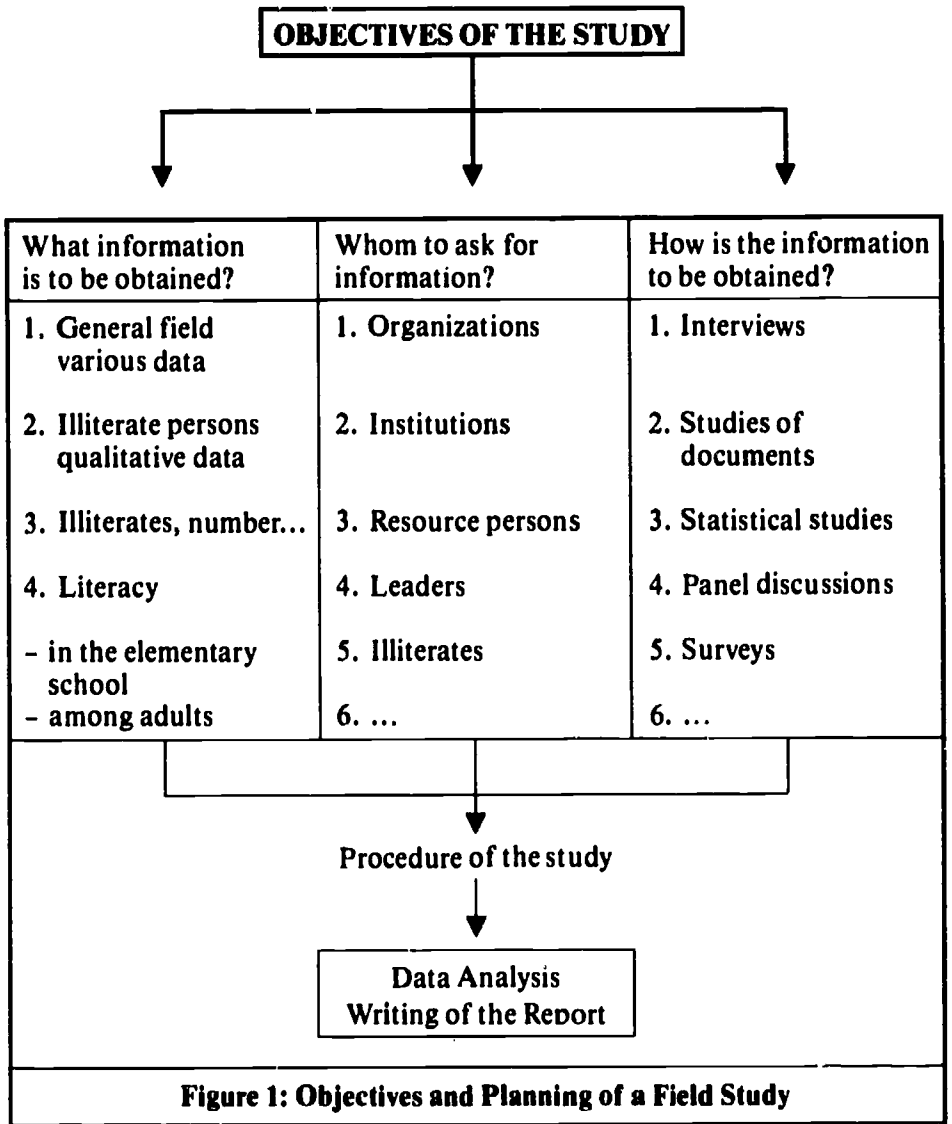 OBJECTIVES OF THE STUDY
What information
is to be obtained?
1. General field
various data
2. Illiterate persons
qualitative data
3. Illiterates, number...
4. Literacy
– in the elementary
school
– among adults
Whom to ask for
information?
1. Organizations
2. Institutions
3. Resource persons
4. Leaders
5. Illiterates
6. ...
How is the information
to be obtained?
1. Interviews
2. Studies of
documents
3. Statistical studies
4. Panel discussions
5. Surveys
6. ...
Procedure of the study
Data Analysis
Writing of the Report
Figure 1: Objectives and Planning of a Field Study